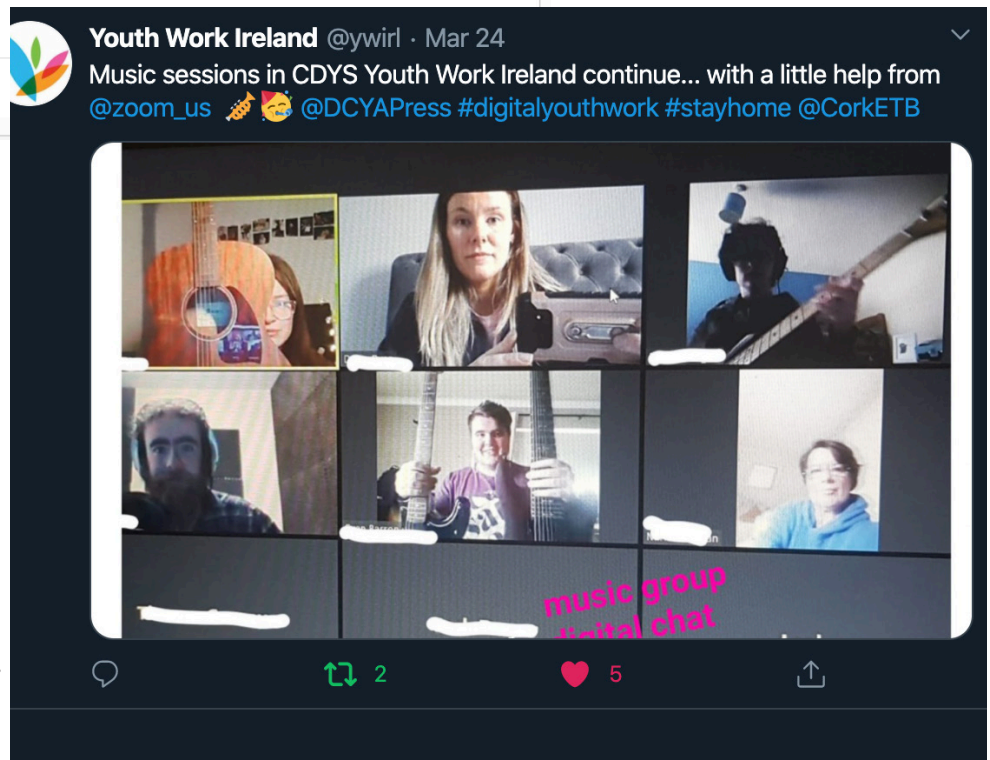 Youth Work Ireland @ywirl · Mar 24
Music sessions in CDYS Youth Work Ireland continue... with a little help from
@zoom_us 🎺 🥳 @DCYAPress #digitalyouthwork #stayhome @CorkETB
music group
digital chat
2
5